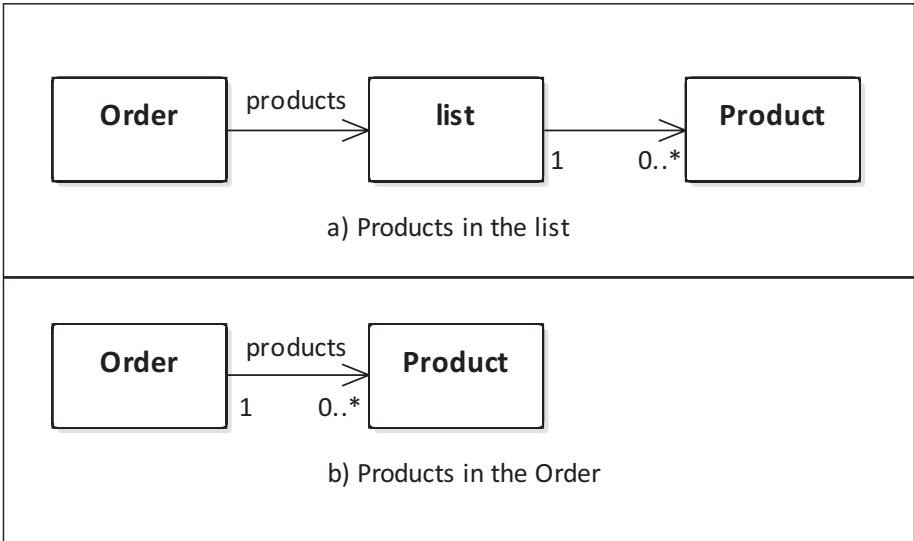 products
Order
list
Product
1
0..*
a) Products in the list
products
Order
Product
1
0..*
b) Products in the Order